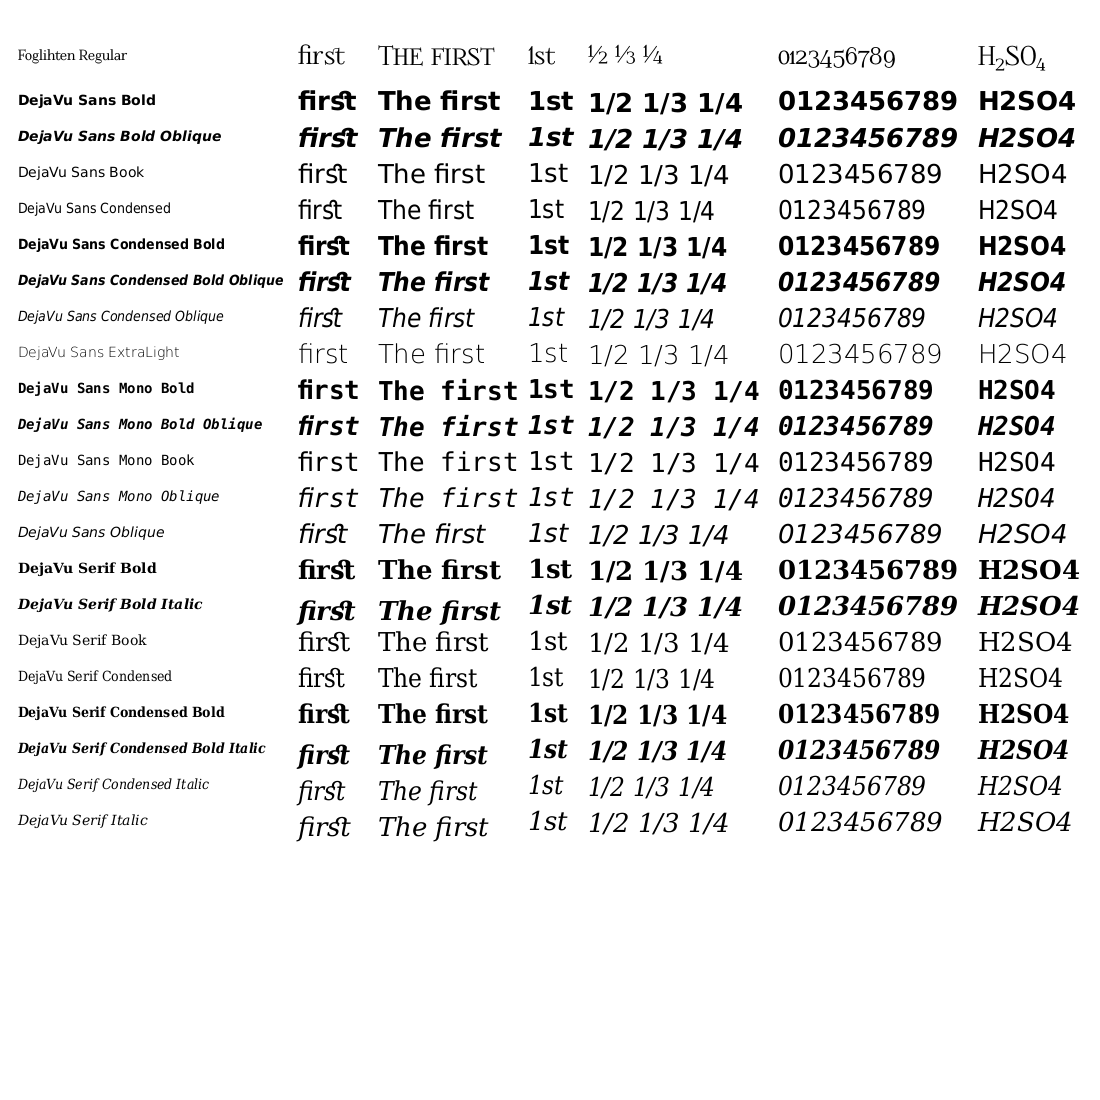 Foglihten Regular first THE FIRST 1st ½ ⅓ ¼ 0123456789 H₂SO₄
DejaVu Sans Bold first The first 1st 1/2 1/3 1/4 0123456789 H2SO4
DejaVu Sans Bold Oblique first The first 1st 1/2 1/3 1/4 0123456789 H2SO4
DejaVu Sans Book first The first 1st 1/2 1/3 1/4 0123456789 H2SO4
DejaVu Sans Condensed first The first 1st 1/2 1/3 1/4 0123456789 H2SO4
DejaVu Sans Condensed Bold first The first 1st 1/2 1/3 1/4 0123456789 H2SO4
DejaVu Sans Condensed Bold Oblique first The first 1st 1/2 1/3 1/4 0123456789 H2SO4
DejaVu Sans Condensed Oblique first The first 1st 1/2 1/3 1/4 0123456789 H2SO4
DejaVu Sans ExtraLight first The first 1st 1/2 1/3 1/4 0123456789 H2SO4
DejaVu Sans Mono Bold first The first 1st 1/2 1/3 1/4 0123456789 H2SO4
DejaVu Sans Mono Bold Oblique first The first 1st 1/2 1/3 1/4 0123456789 H2SO4
DejaVu Sans Mono Book first The first 1st 1/2 1/3 1/4 0123456789 H2SO4
DejaVu Sans Mono Oblique first The first 1st 1/2 1/3 1/4 0123456789 H2SO4
DejaVu Sans Oblique first The first 1st 1/2 1/3 1/4 0123456789 H2SO4
DejaVu Serif Bold first The first 1st 1/2 1/3 1/4 0123456789 H2SO4
DejaVu Serif Bold Italic first The first 1st 1/2 1/3 1/4 0123456789 H2SO4
DejaVu Serif Book first The first 1st 1/2 1/3 1/4 0123456789 H2SO4
DejaVu Serif Condensed first The first 1st 1/2 1/3 1/4 0123456789 H2SO4
DejaVu Serif Condensed Bold first The first 1st 1/2 1/3 1/4 0123456789 H2SO4
DejaVu Serif Condensed Bold Italic first The first 1st 1/2 1/3 1/4 0123456789 H2SO4
DejaVu Serif Condensed Italic first The first 1st 1/2 1/3 1/4 0123456789 H2SO4
DejaVu Serif Italic first The first 1st 1/2 1/3 1/4 0123456789 H2SO4